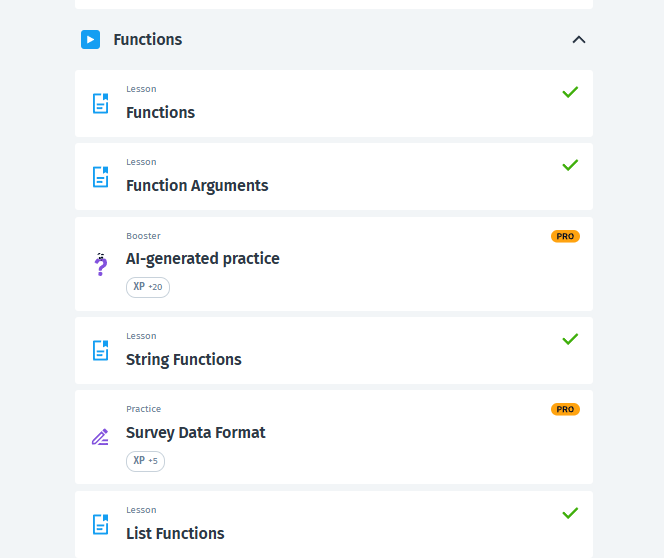 Functions
Lesson
Functions
Lesson
Function Arguments
Booster
PRO
AI-generated practice
XP +20
Lesson
String Functions
Practice
PRO
Survey Data Format
XP +5
Lesson
List Functions